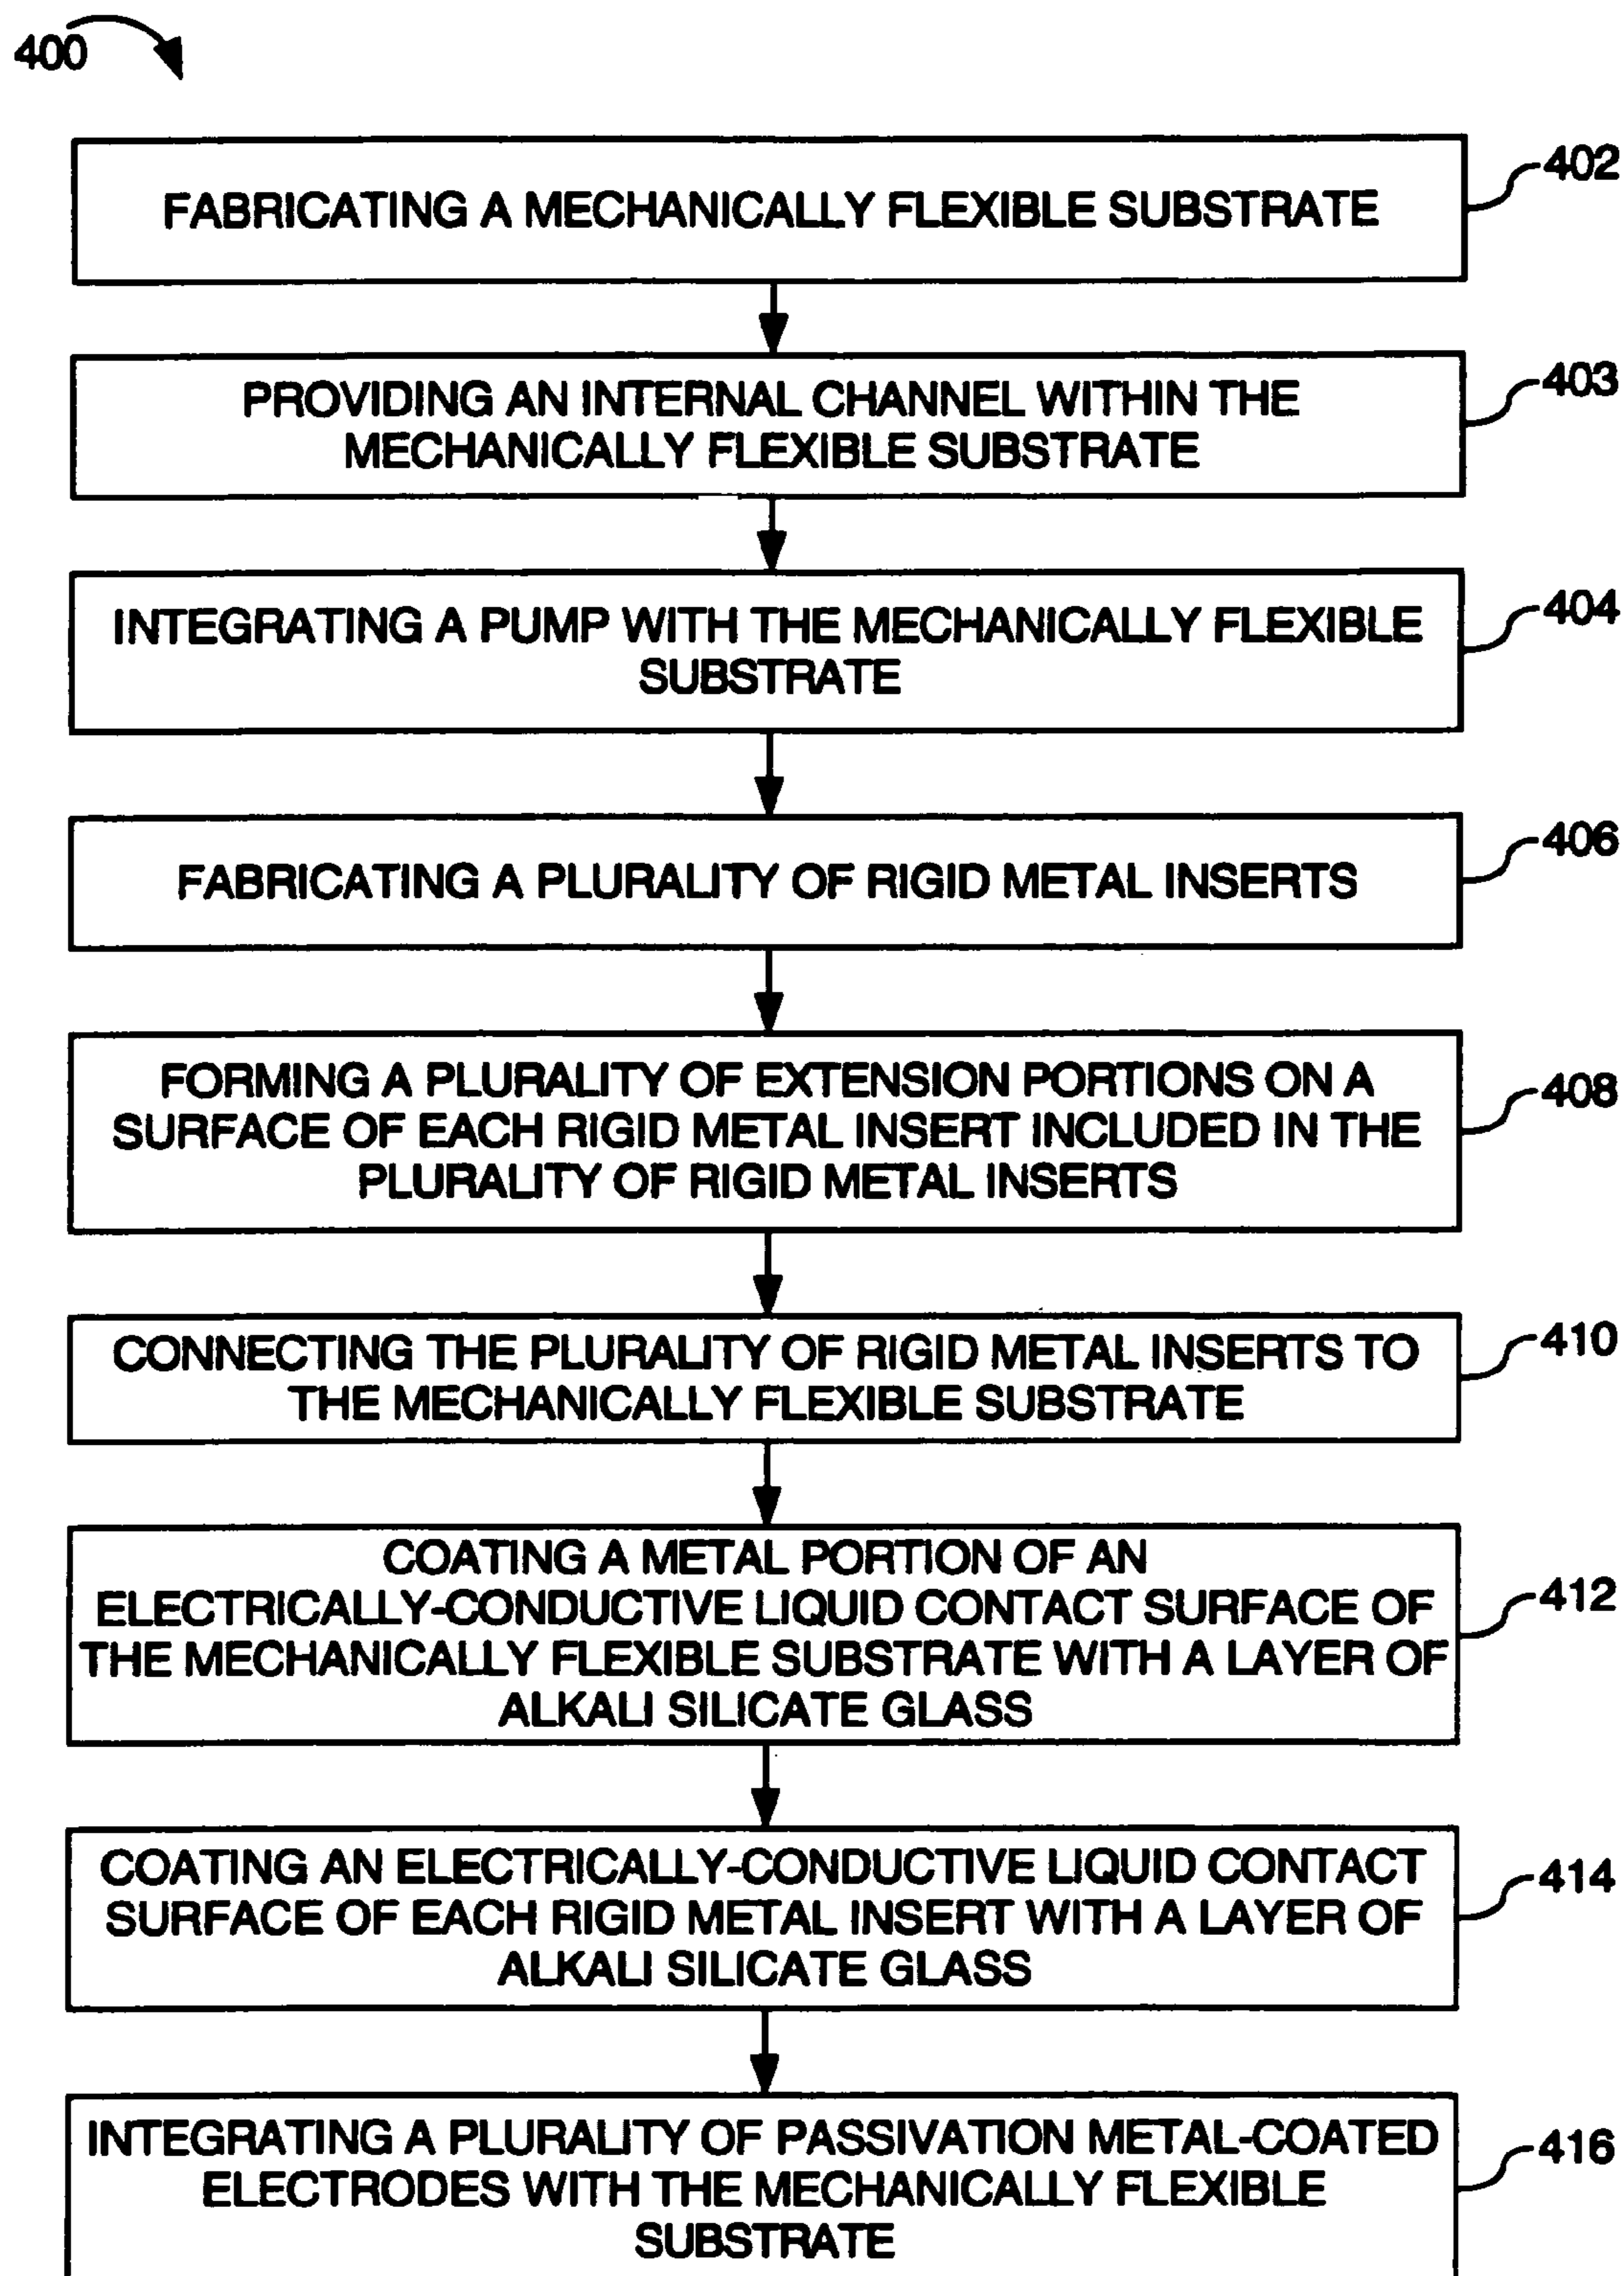 400
FABRICATING A MECHANICALLY FLEXIBLE SUBSTRATE
402
PROVIDING AN INTERNAL CHANNEL WITHIN THE
MECHANICALLY FLEXIBLE SUBSTRATE
403
INTEGRATING A PUMP WITH THE MECHANICALLY FLEXIBLE
SUBSTRATE
404
FABRICATING A PLURALITY OF RIGID METAL INSERTS
406
FORMING A PLURALITY OF EXTENSION PORTIONS ON A
SURFACE OF EACH RIGID METAL INSERT INCLUDED IN THE
PLURALITY OF RIGID METAL INSERTS
408
CONNECTING THE PLURALITY OF RIGID METAL INSERTS TO
THE MECHANICALLY FLEXIBLE SUBSTRATE
410
COATING A METAL PORTION OF AN
ELECTRICALLY-CONDUCTIVE LIQUID CONTACT SURFACE OF
THE MECHANICALLY FLEXIBLE SUBSTRATE WITH A LAYER OF
ALKALI SILICATE GLASS
412
COATING AN ELECTRICALLY-CONDUCTIVE LIQUID CONTACT
SURFACE OF EACH RIGID METAL INSERT WITH A LAYER OF
ALKALI SILICATE GLASS
414
INTEGRATING A PLURALITY OF PASSIVATION METAL-COATED
ELECTRODES WITH THE MECHANICALLY FLEXIBLE
SUBSTRATE
416